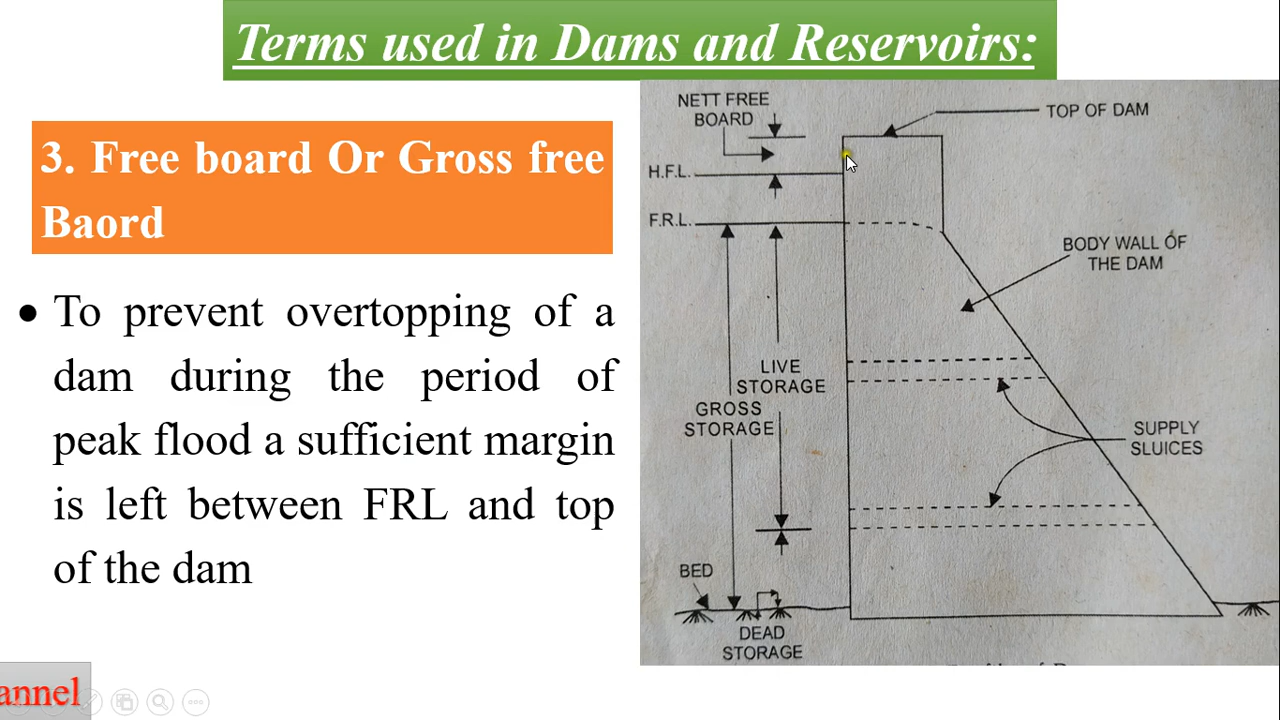 Terms used in Dams and Reservoirs:
3. Free board Or Gross free
Baord
• To prevent overtopping of a
dam during the period of
peak flood a sufficient margin
is left between FRL and top
of the dam
NETT FREE
BOARD
TOP OF DAM
H.F.L.
F.R.L.
BODY WALL OF
THE DAM
LIVE
STORAGE
GROSS
STORAGE
SUPPLY
SLUICES
BED
DEAD
STORAGE
annel